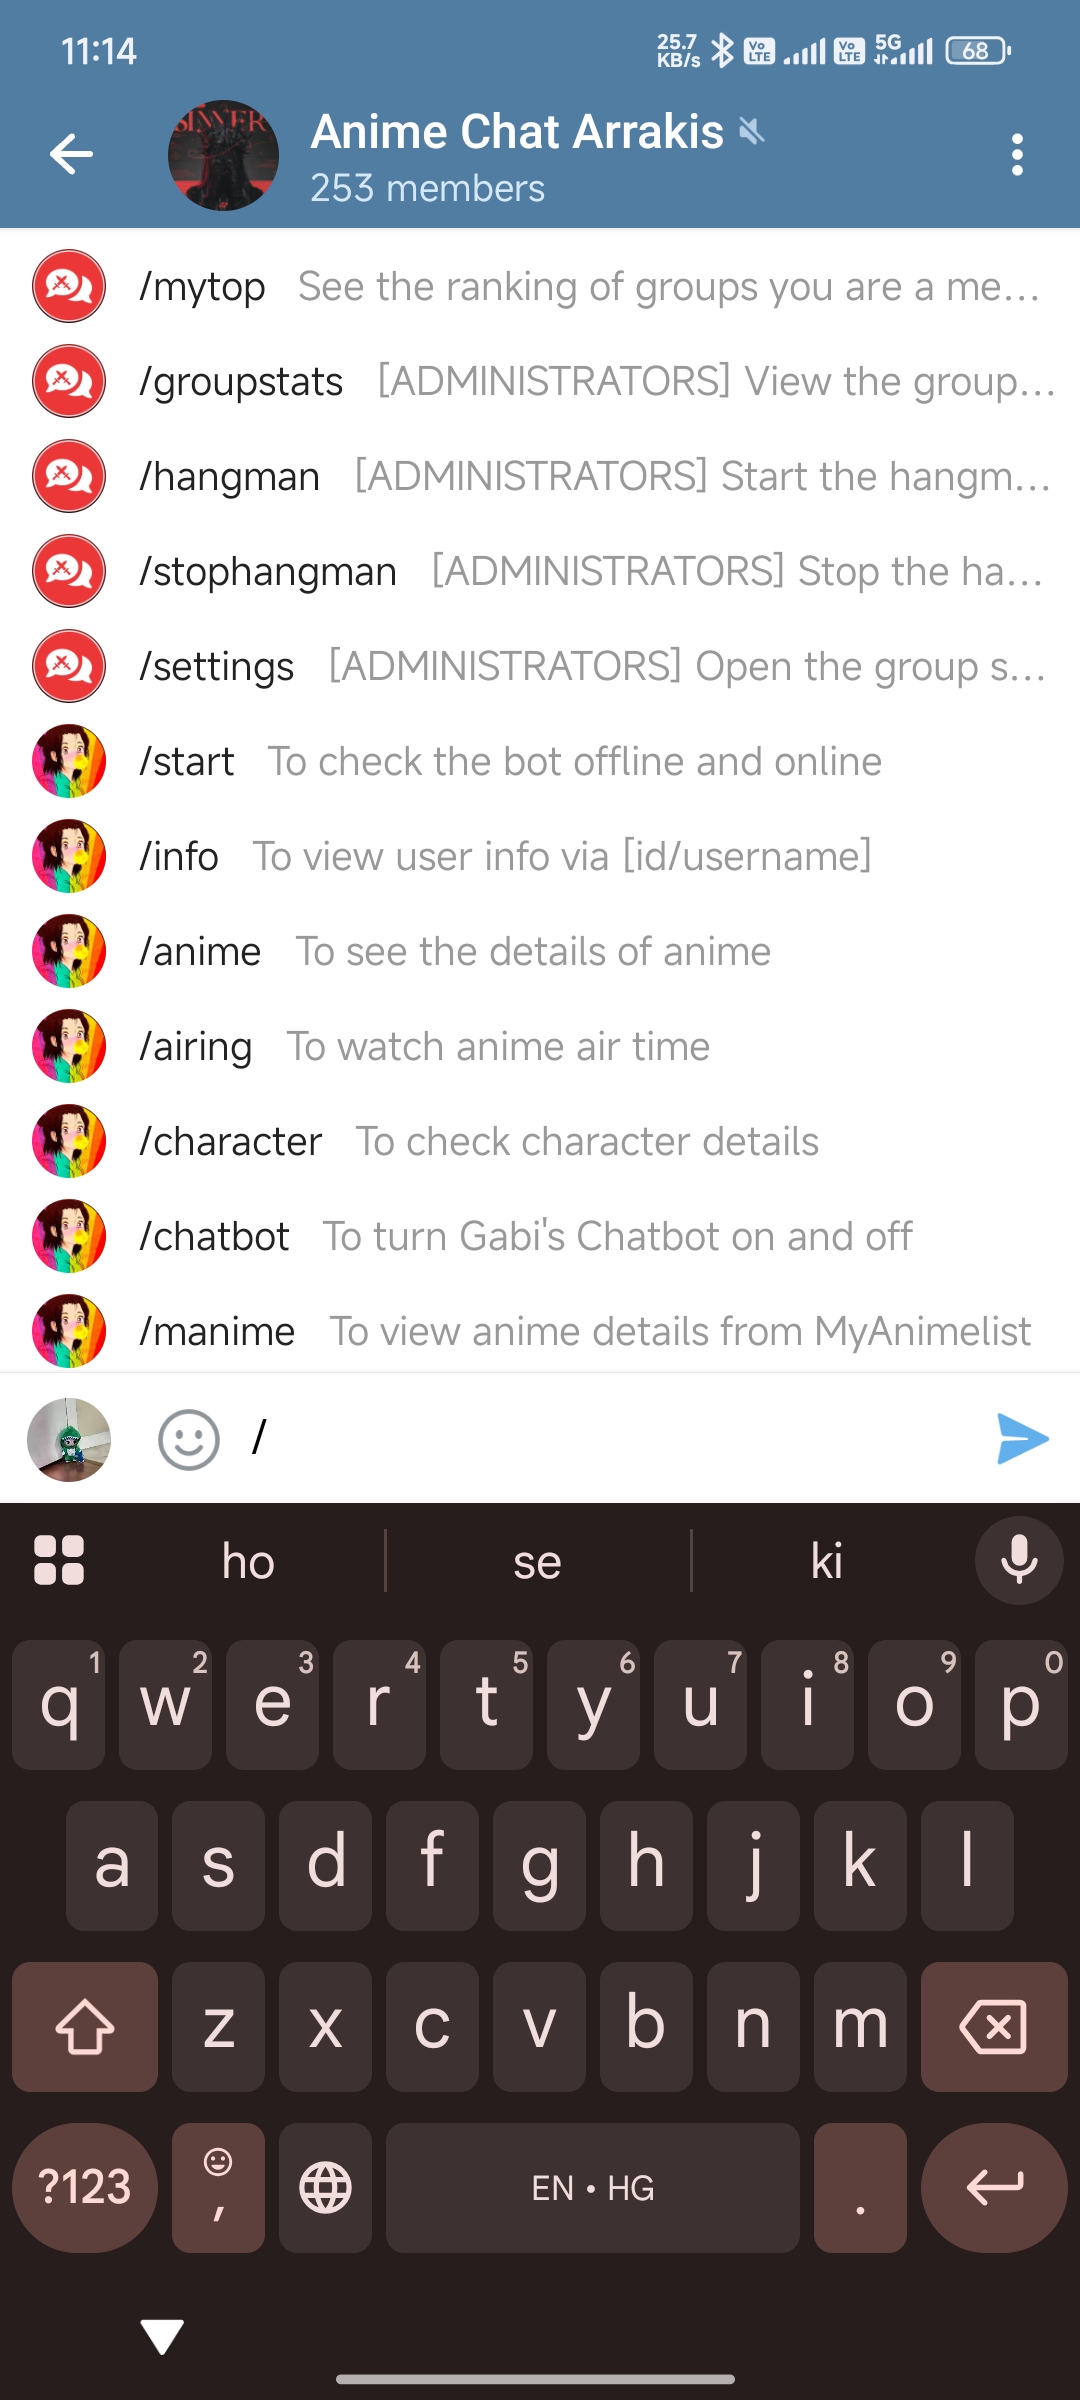 11:14
25.7 KB/s
Vo LTE
Vo LTE
5G
68
SINNER
Anime Chat Arrakis
253 members
/mytop See the ranking of groups you are a me...
/groupstats [ADMINISTRATORS] View the group...
/hangman [ADMINISTRATORS] Start the hangm...
/stophangman [ADMINISTRATORS] Stop the ha...
/settings [ADMINISTRATORS] Open the group s...
/start To check the bot offline and online
/info To view user info via [id/username]
/anime To see the details of anime
/airing To watch anime air time
/character To check character details
/chatbot To turn Gabi's Chatbot on and off
/manime To view anime details from MyAnimelist
/
ho se ki
q 1 w 2 e 3 r 4 t 5 y 6 u 7 i 8 o 9 p 0
a s d f g h j k l
z x c v b n m
?123 , EN • HG .